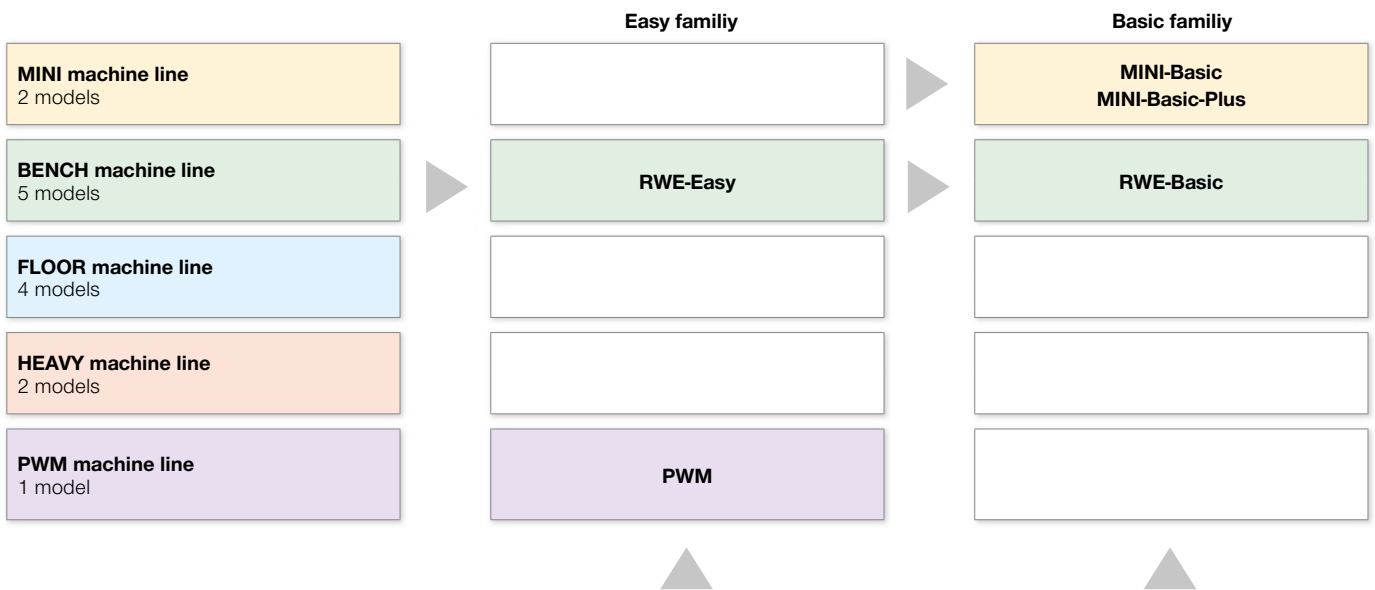 Easy familiy
Basic familiy
MINI machine line
2 models
MINI-Basic
MINI-Basic-Plus
BENCH machine line
5 models
RWE-Easy
RWE-Basic
FLOOR machine line
4 models
HEAVY machine line
2 models
PWM machine line
1 model
PWM